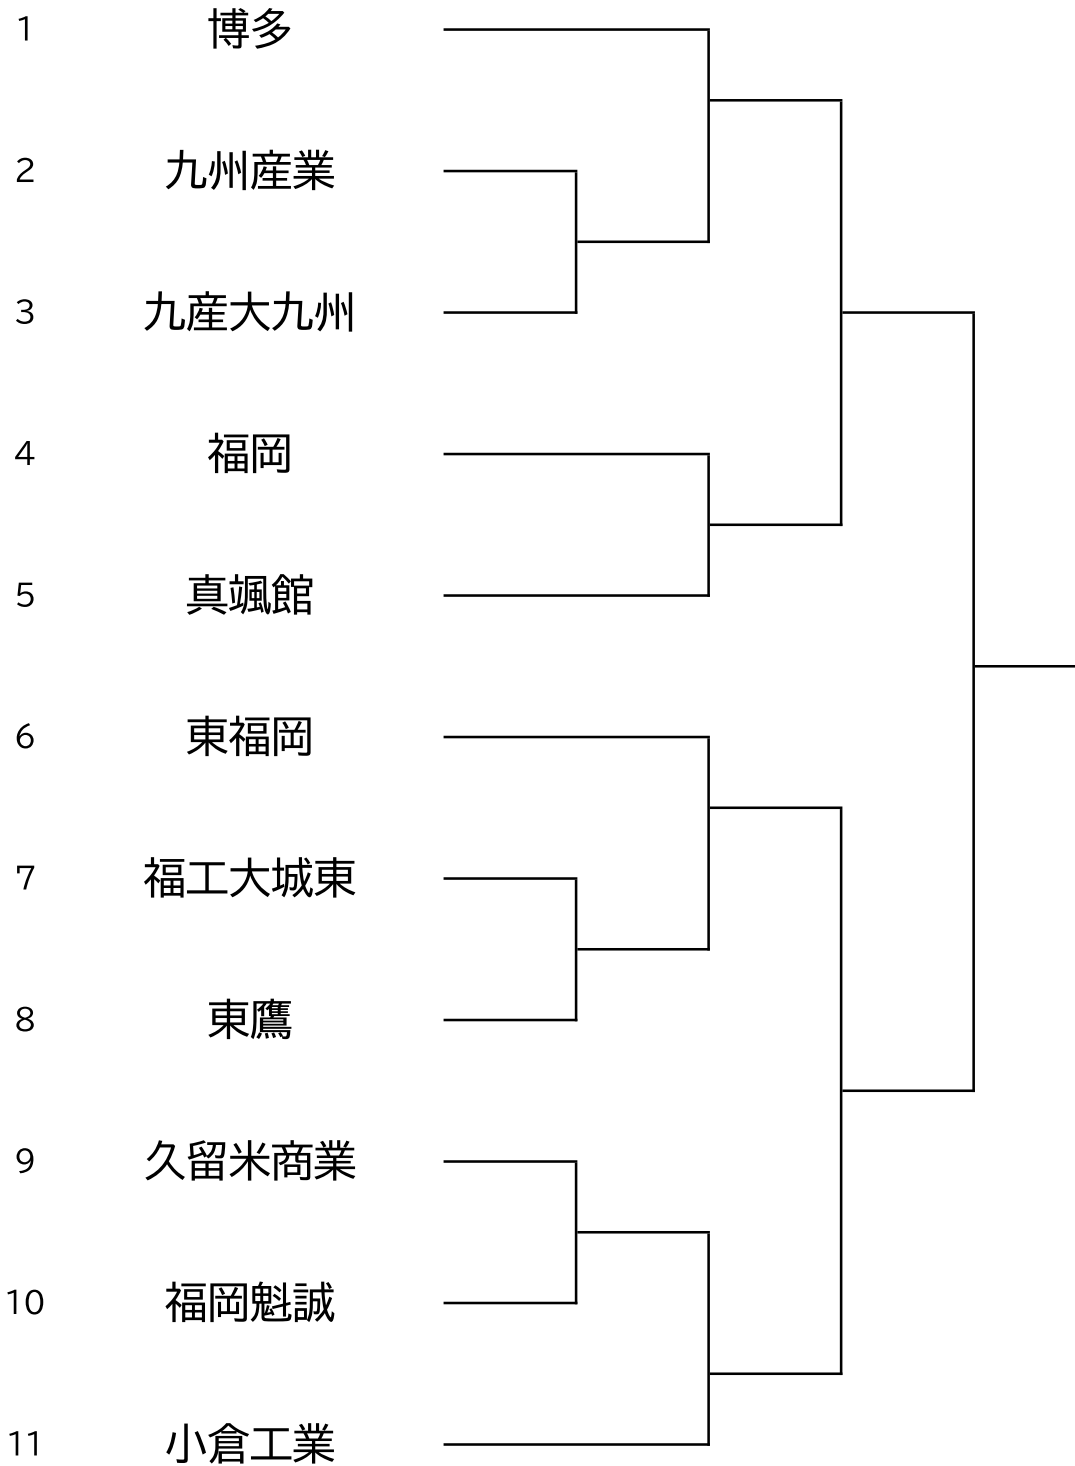 1 博多
2 九州産業
3 九産大九州
4 福岡
5 真颯館
6 東福岡
7 福工大城東
8 東鷹
9 久留米商業
10 福岡魁誠
11 小倉工業